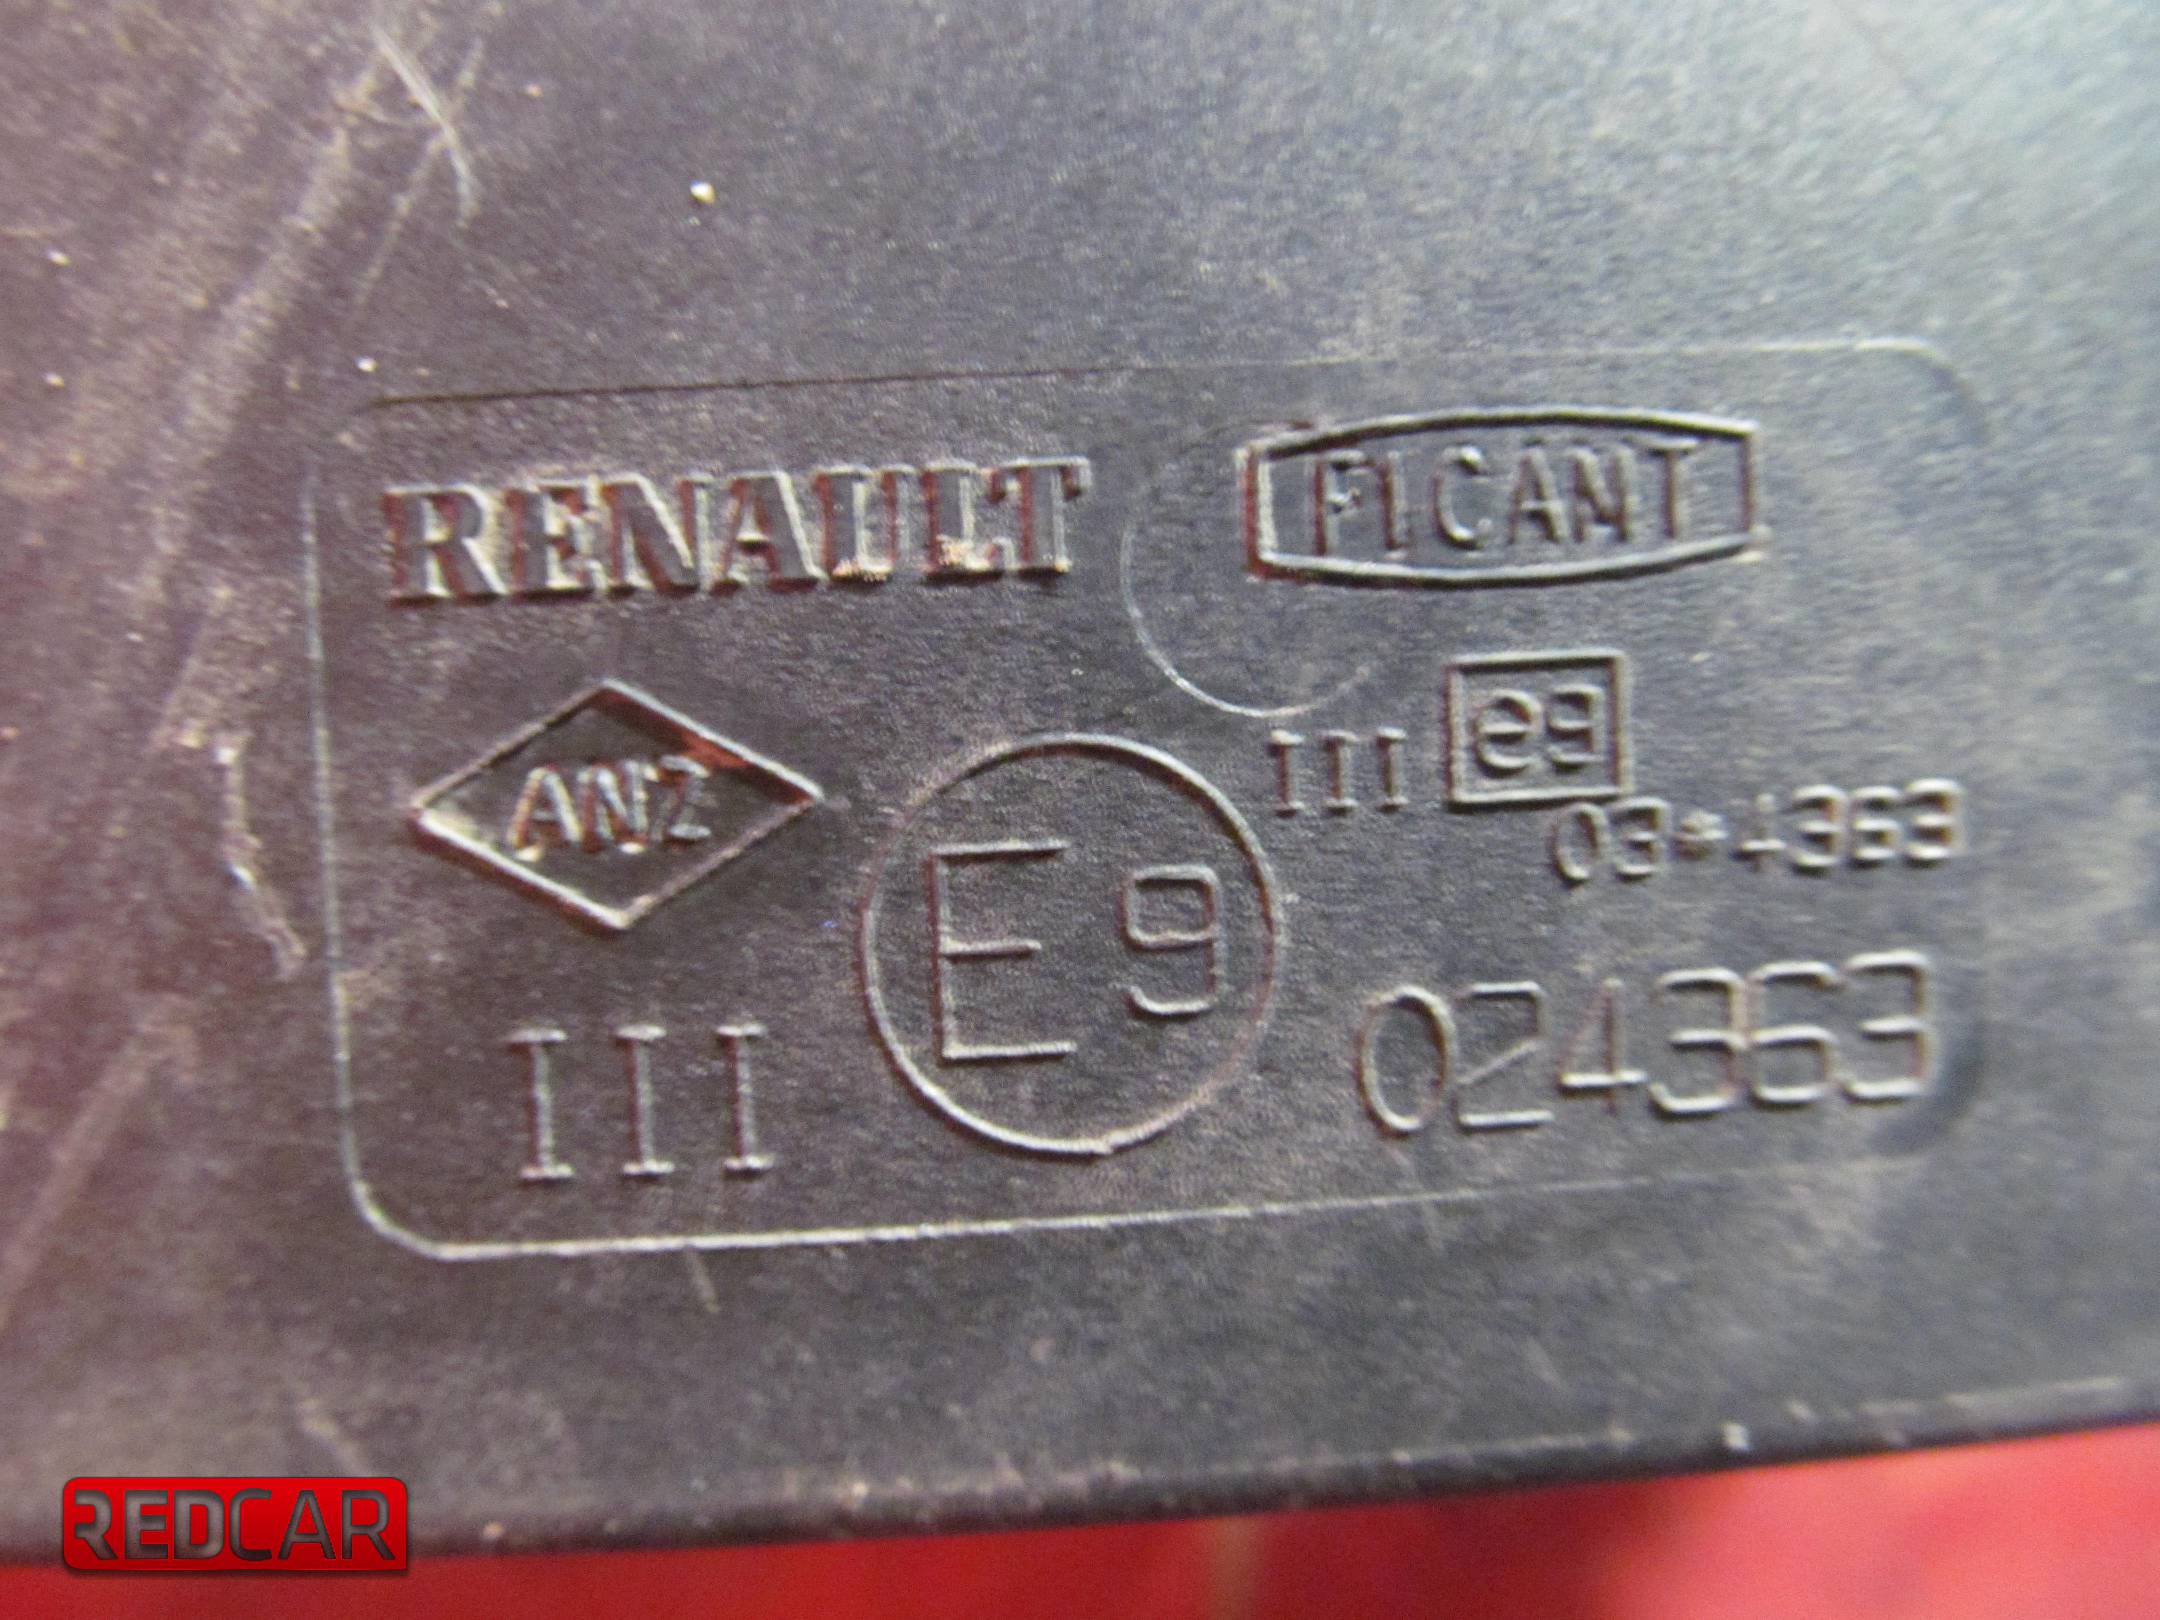 RENAULT FICANT
ANZ III e9
03*4363
III E9 024363
REDCAR